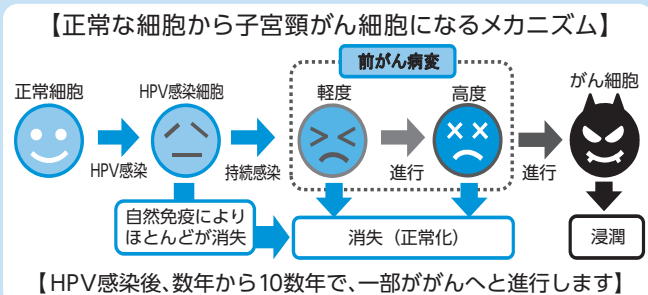 【正常な細胞から子宮頸がん細胞になるメカニズム】
前がん病変
正常細胞
HPV感染細胞
軽度
高度
がん細胞
HPV感染
持続感染
進行
進行
自然免疫により
ほとんどが消失
消失（正常化）
浸潤
【HPV感染後、数年から10数年で、一部ががんへと進行します】